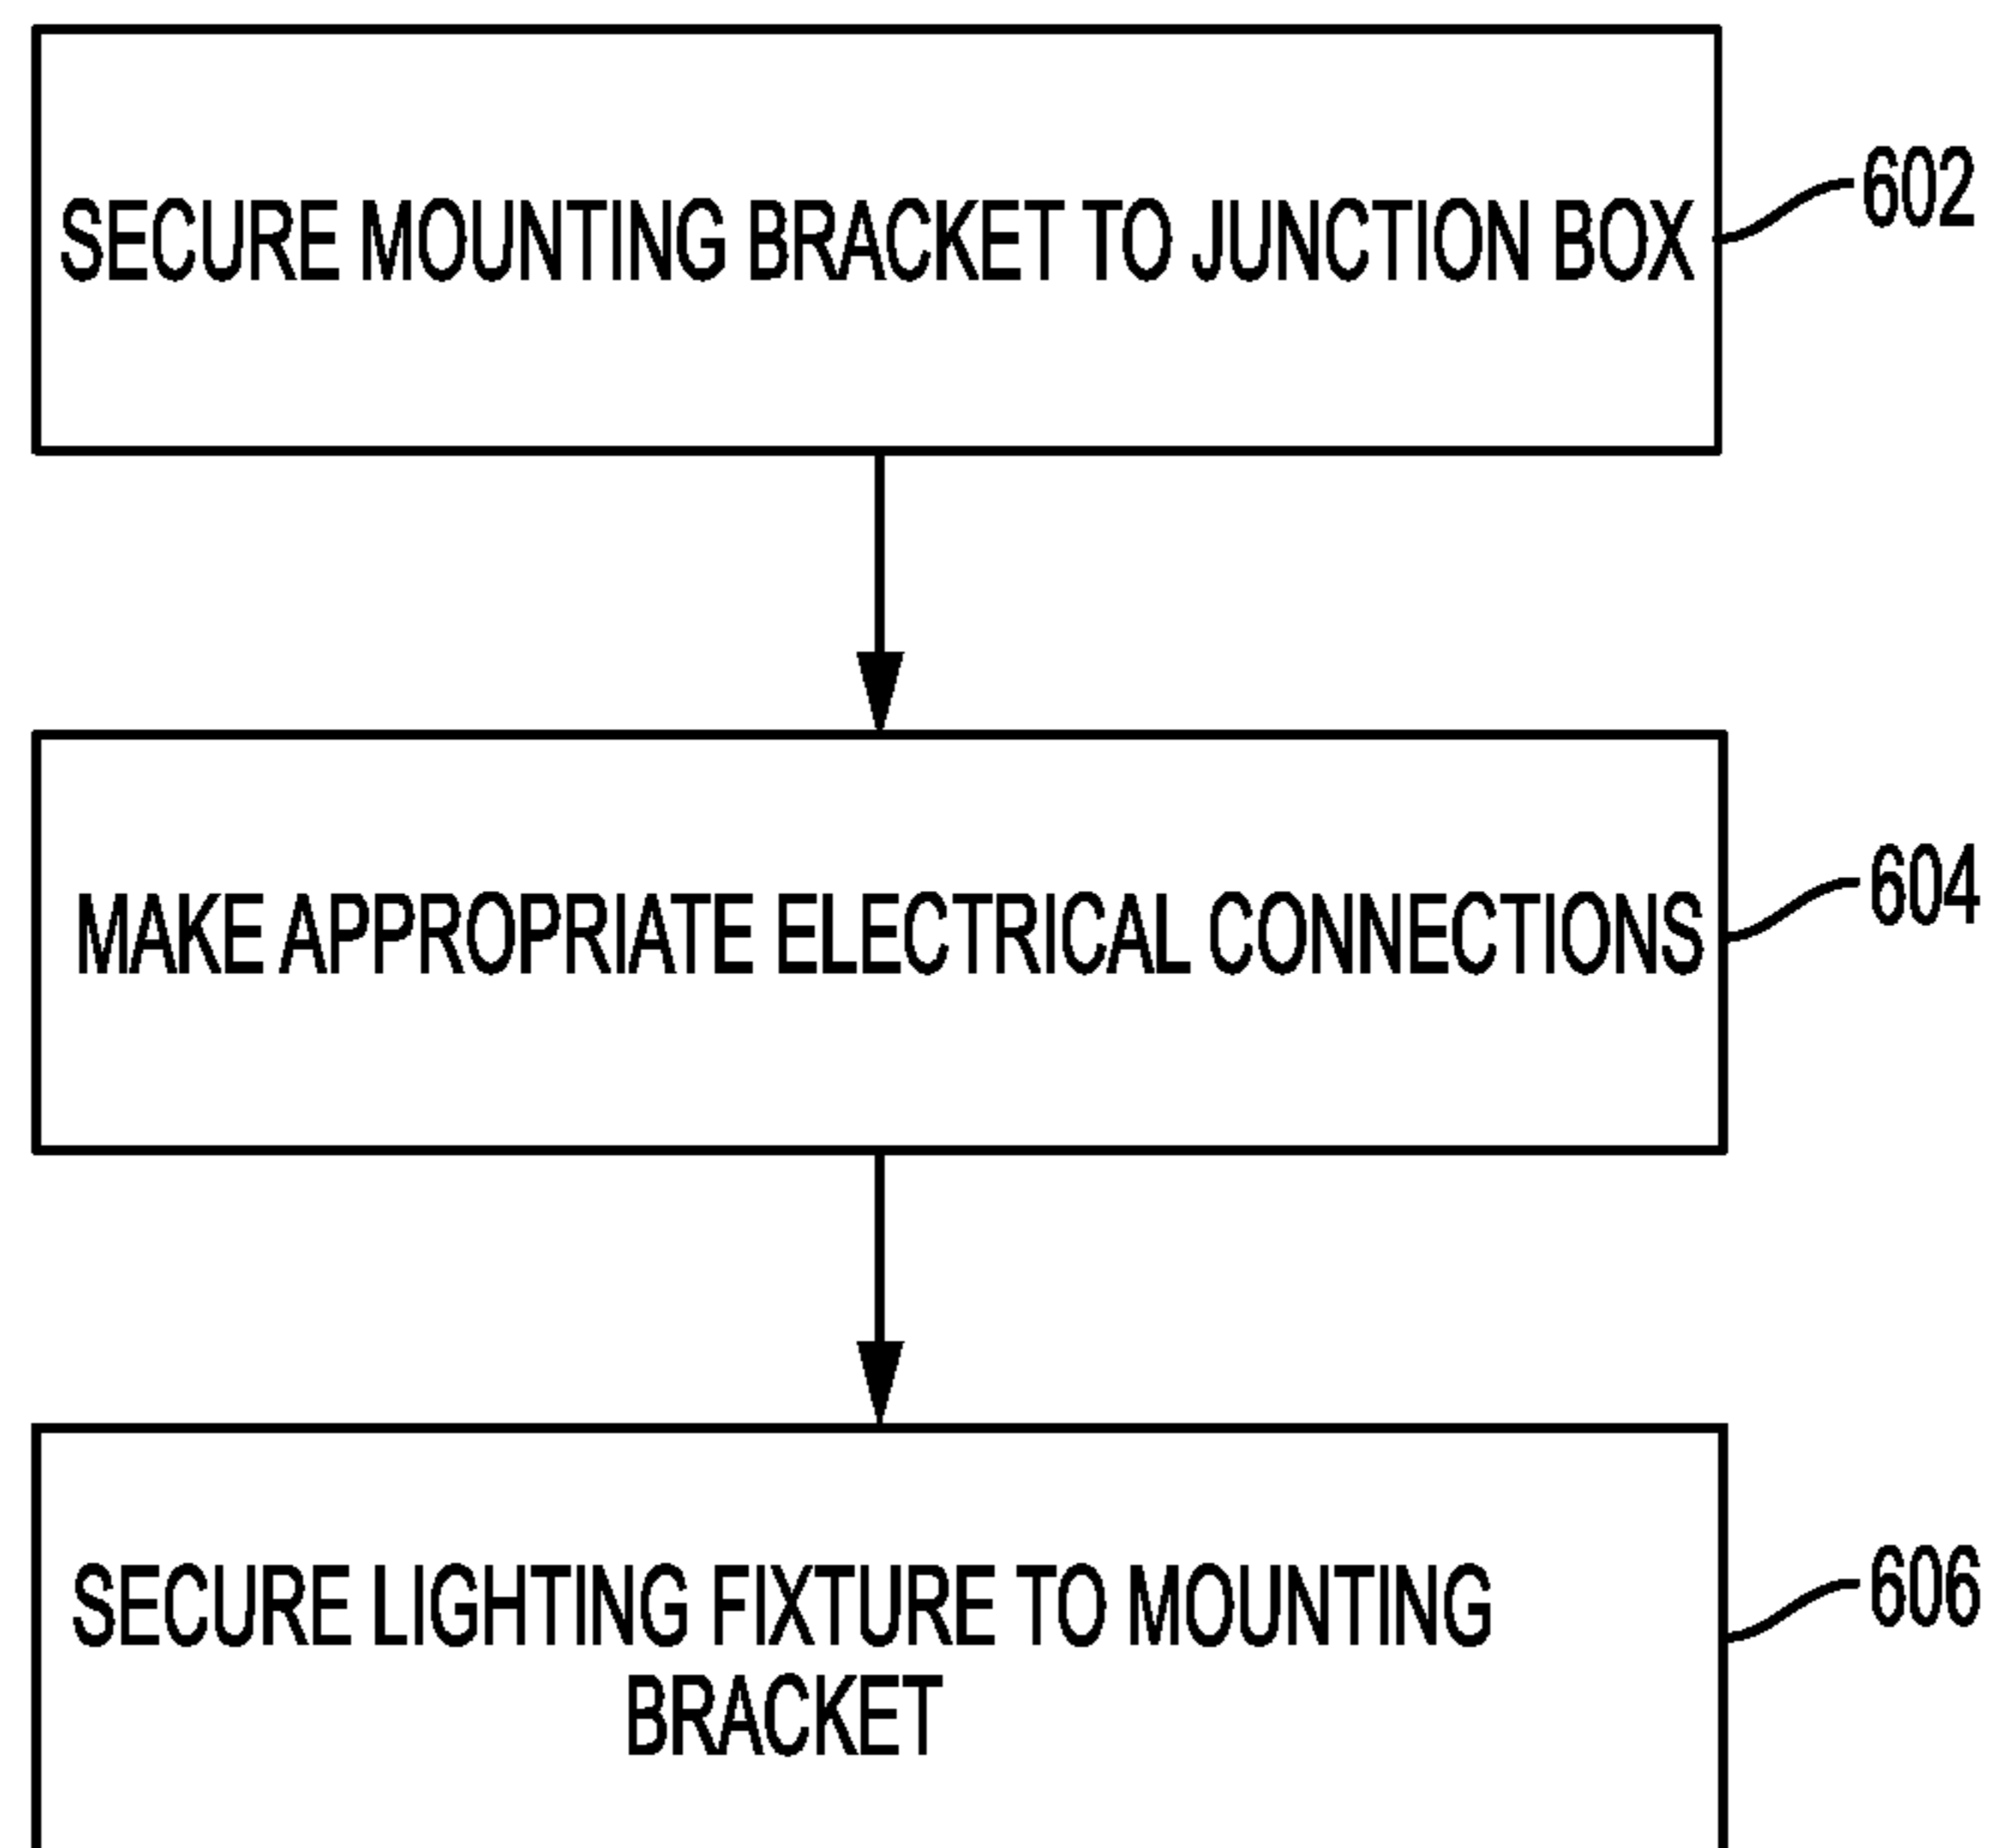 SECURE MOUNTING BRACKET TO JUNCTION BOX
602
MAKE APPROPRIATE ELECTRICAL CONNECTIONS
604
SECURE LIGHTING FIXTURE TO MOUNTING
BRACKET
606